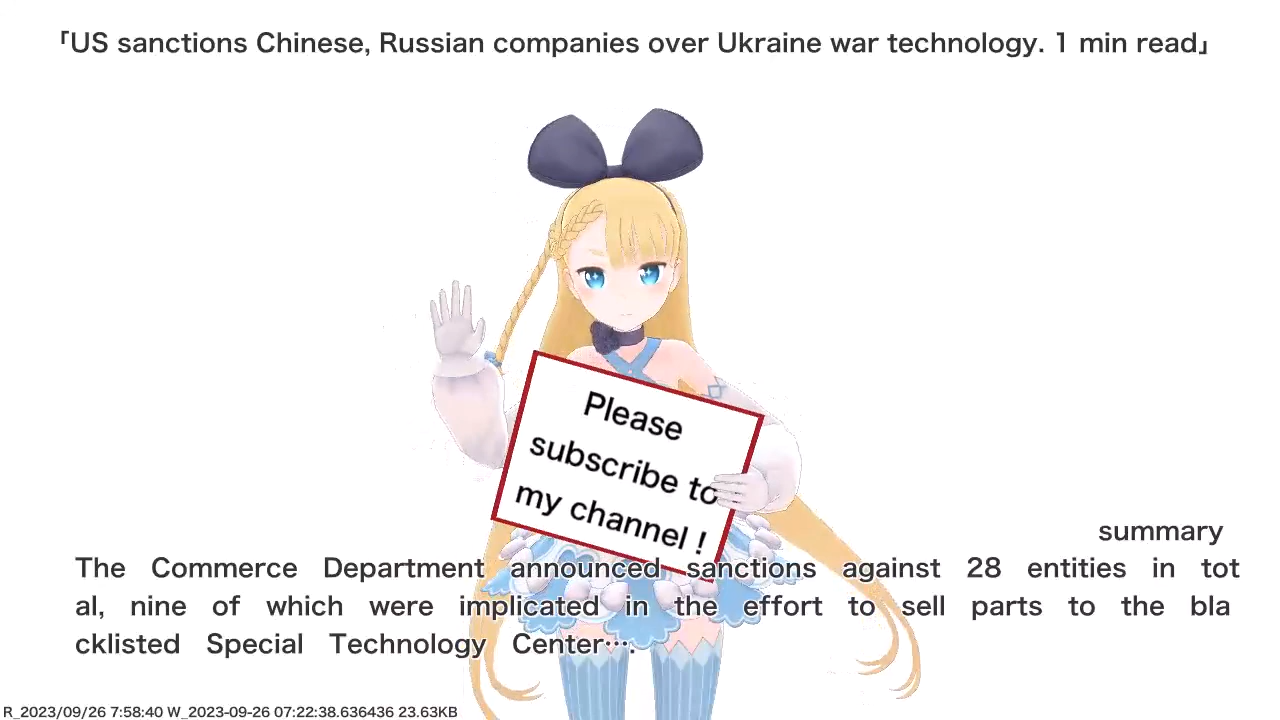 「US sanctions Chinese, Russian companies over Ukraine war technology. 1 min read」
Please
subscribe to
my channel !
summary
The Commerce Department announced sanctions against 28 entities in tot
al, nine of which were implicated in the effort to sell parts to the bla
cklisted Special Technology Center….
R_2023/09/26 7:58:40 W_2023-09-26 07:22:38.636436 23.63KB